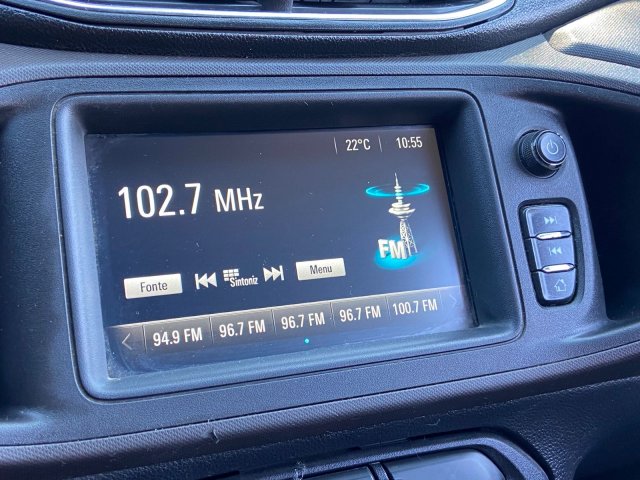 22°C 10:55
102.7 MHz
FM
Fonte Sintoniz Menu
94.9 FM 96.7 FM 96.7 FM 96.7 FM 100.7 FM